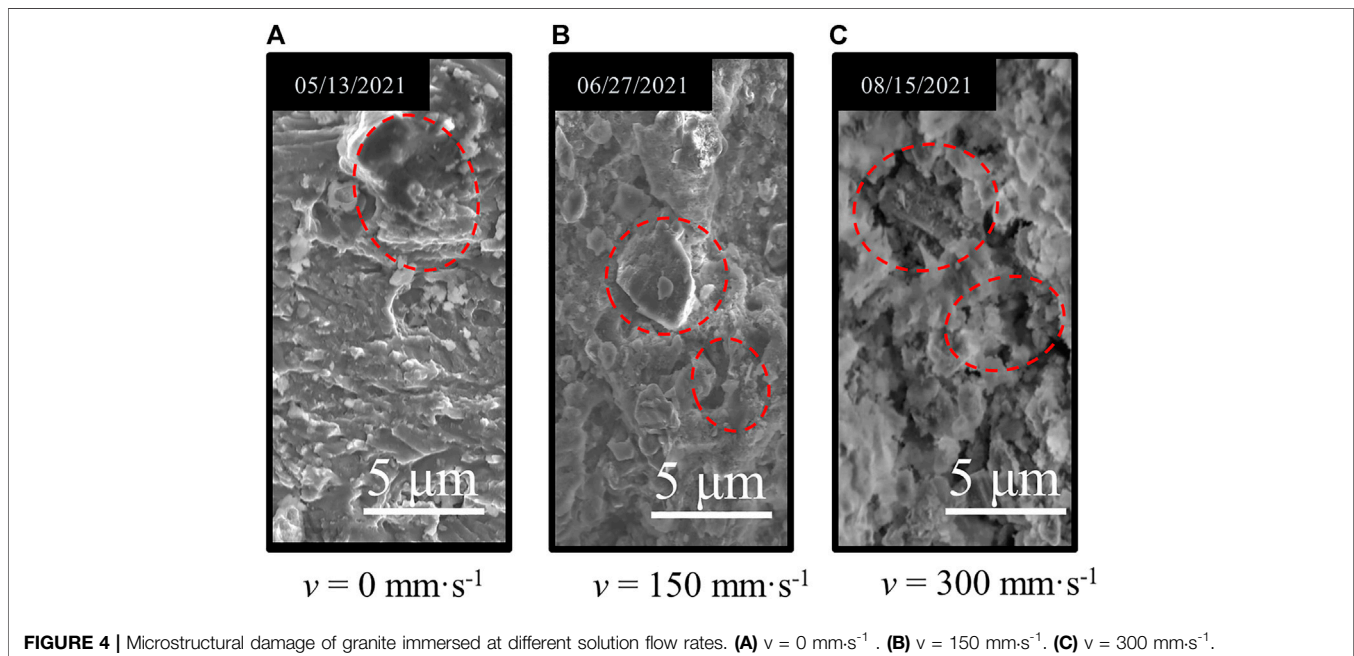 A
B
C
05/13/2021
06/27/2021
08/15/2021
5 μm
5 μm
5 μm
v = 0 mm·s⁻¹
v = 150 mm·s⁻¹
v = 300 mm·s⁻¹
FIGURE 4 | Microstructural damage of granite immersed at different solution flow rates. (A) v = 0 mm·s⁻¹ . (B) v = 150 mm·s⁻¹. (C) v = 300 mm·s⁻¹.